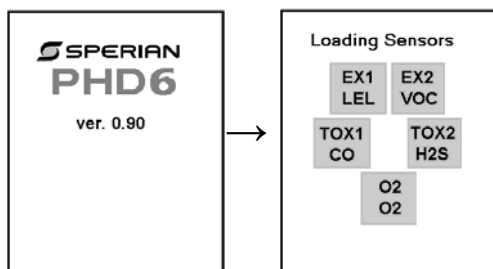 SPERIAN
PHD6
ver. 0.90
→
Loading Sensors
EX1 EX2
LEL VOC
TOX1 TOX2
CO H2S
O2
O2